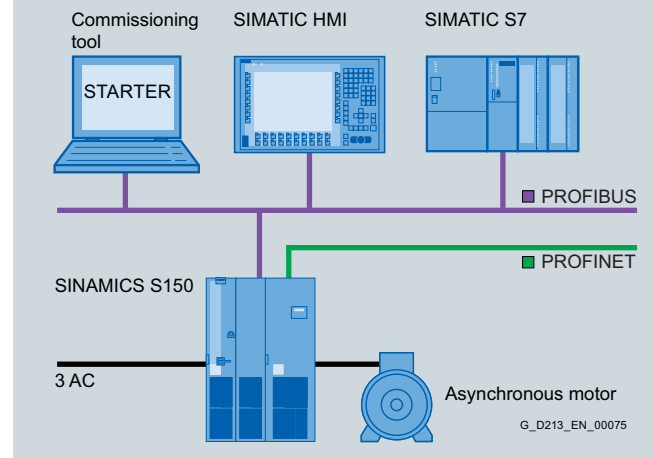 Commissioning
tool
SIMATIC HMI
SIMATIC S7
STARTER
PROFIBUS
PROFINET
SINAMICS S150
3 AC
Asynchronous motor
G_D213_EN_00075